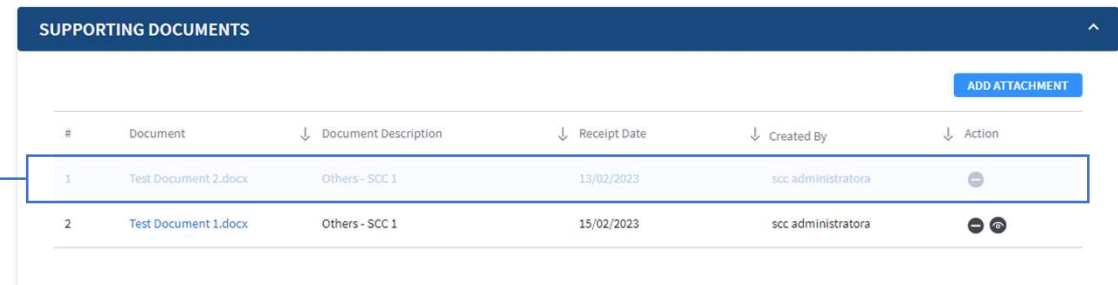 SUPPORTING DOCUMENTS
ADD ATTACHMENT
# Document Document Description Receipt Date Created By Action
1 Test Document 2.docx Others - SCC 1 13/02/2023 scc administratora
2 Test Document 1.docx Others - SCC 1 15/02/2023 scc administratora